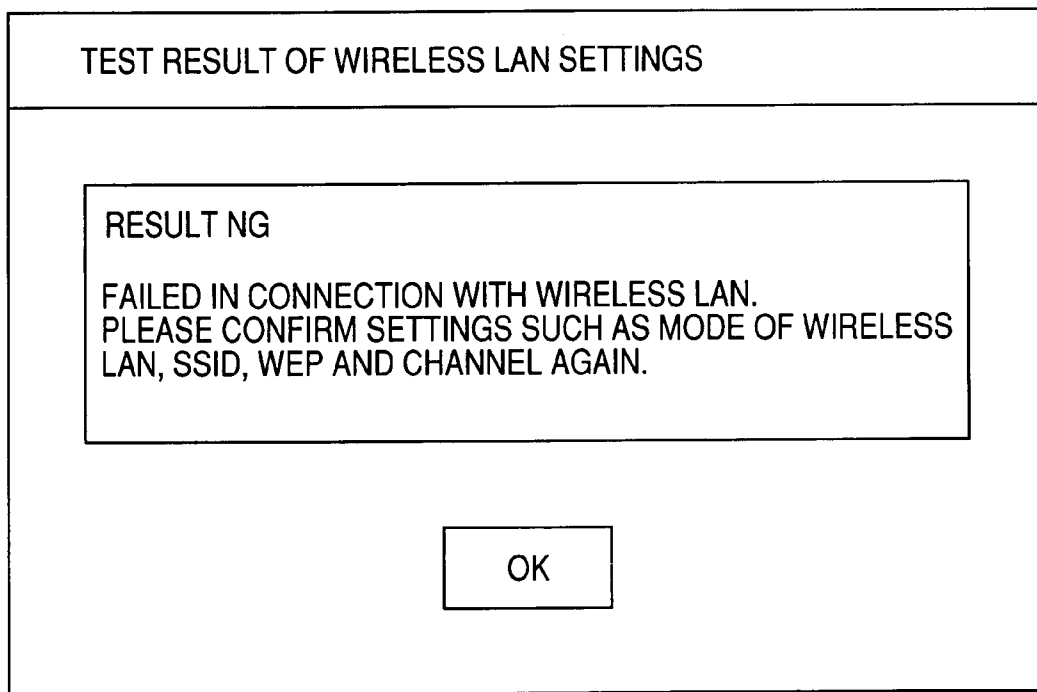 TEST RESULT OF WIRELESS LAN SETTINGS
RESULT NG
FAILED IN CONNECTION WITH WIRELESS LAN.
PLEASE CONFIRM SETTINGS SUCH AS MODE OF WIRELESS
LAN, SSID, WEP AND CHANNEL AGAIN.
OK